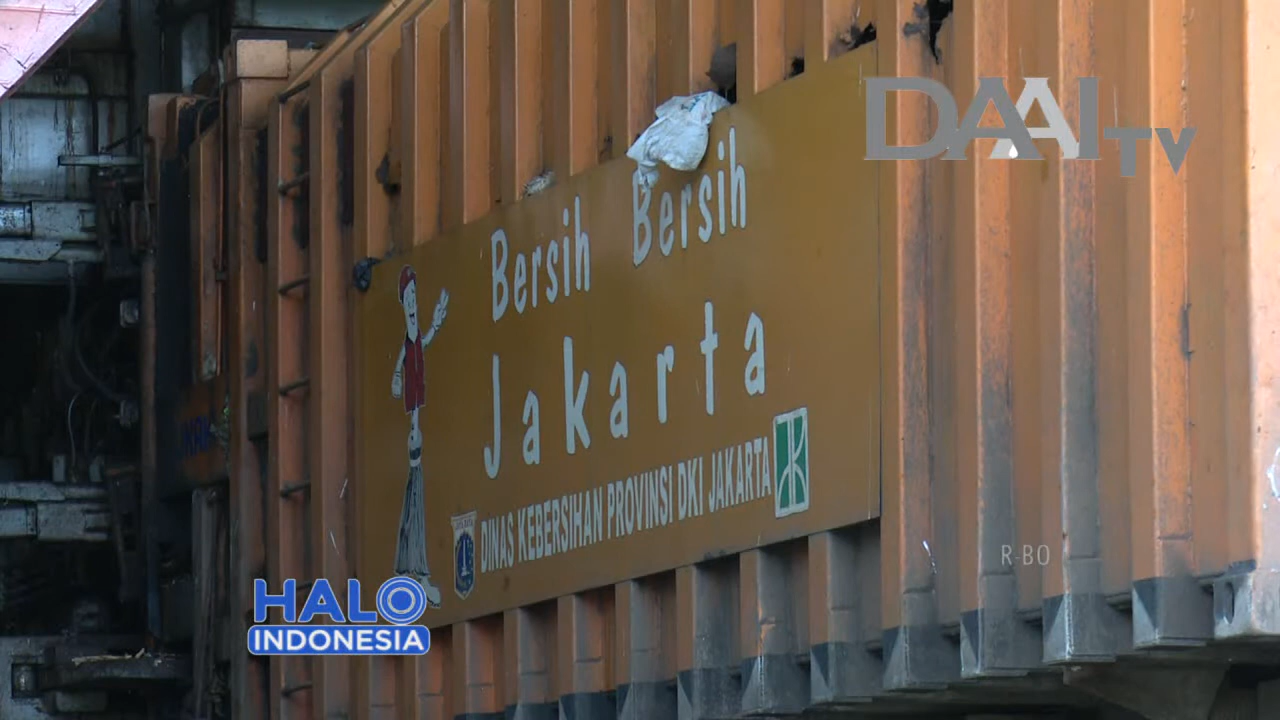 DAAI TV
Bersih Bersih
Jakarta
DINAS KEBERSIHAN PROVINSI DKI JAKARTA
R-BO
HALO
INDONESIA